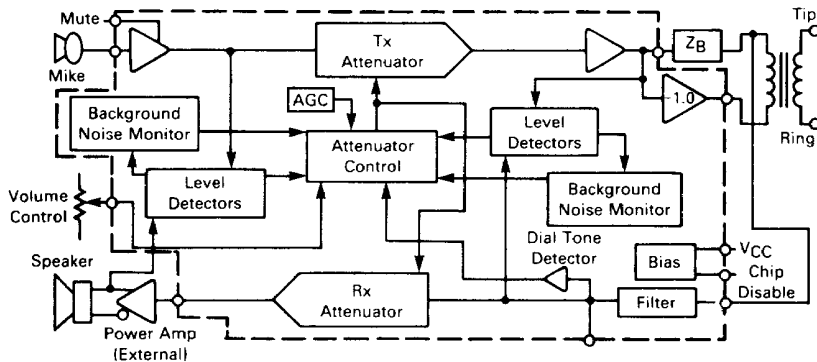 Mute
Mike
Tx
Attenuator
ZB
Tip
-1.0
Ring
AGC
Background
Noise Monitor
Attenuator
Control
Level
Detectors
Level
Detectors
Background
Noise Monitor
Volume
Control
Dial Tone
Detector
Bias
VCC
Chip
Disable
Speaker
Rx
Attenuator
Filter
Power Amp
(External)